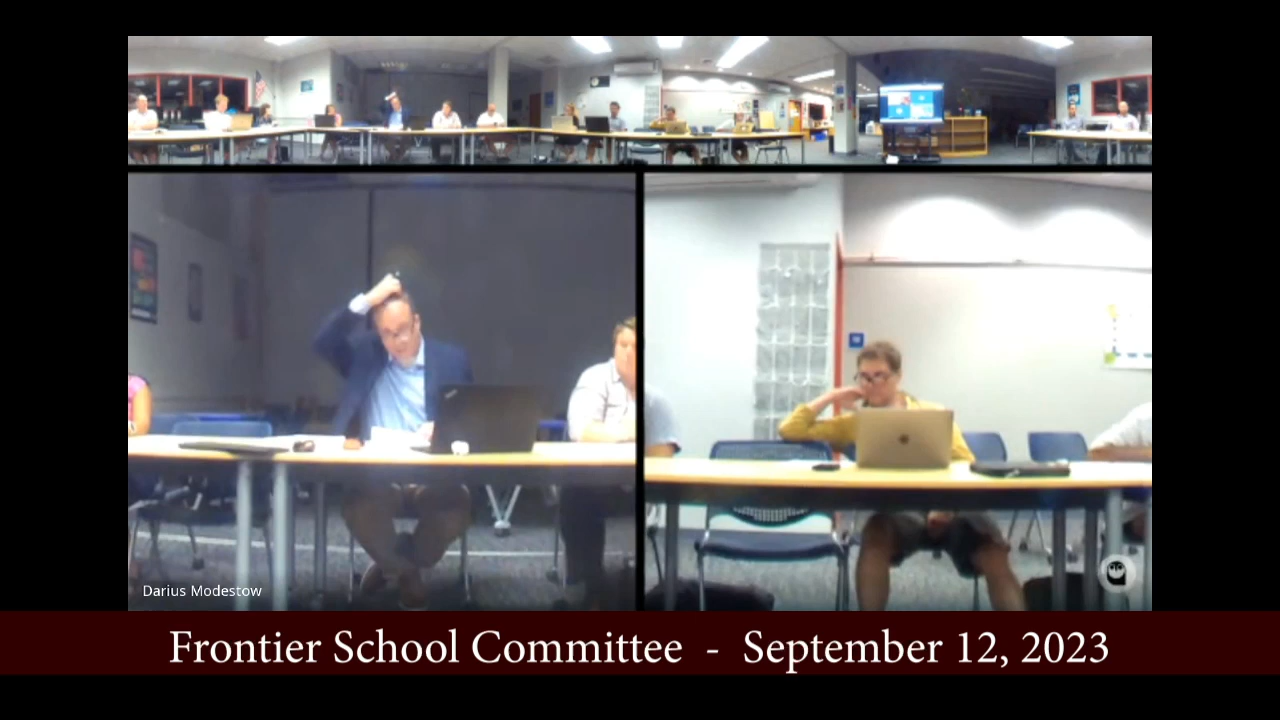 Darius Modestow
Frontier School Committee - September 12, 2023